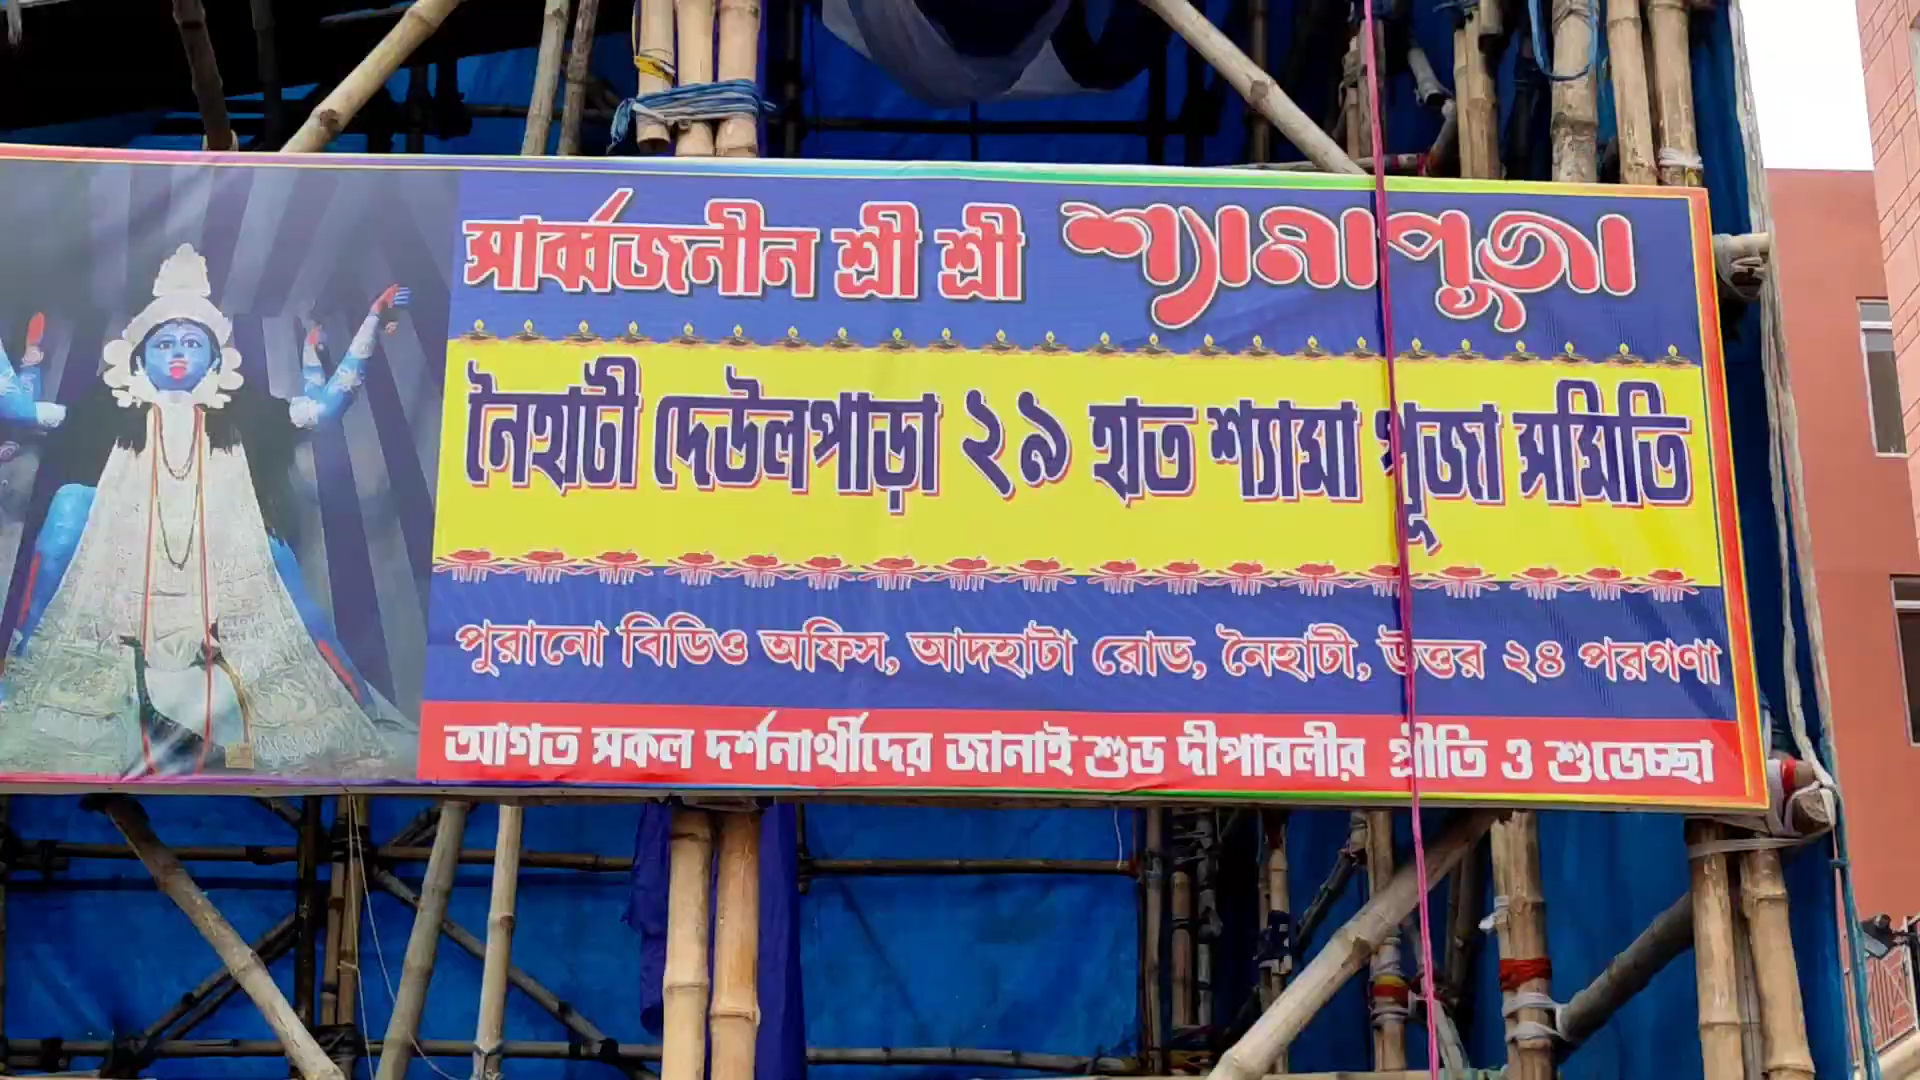 সার্ব্বজনীন শ্রী শ্রী শ্যামাপুজা
নৈহাটী দেউলপাড়া ২৯ হাত শ্যামা পূজা সমিতি
পুরানো বিডিও অফিস, আদহাটা রোড, নৈহাটী, উত্তর ২৪ পরগণা
আগত সকল দর্শনার্থীদের জানাই শুভ দীপাবলীর প্রীতি ও শুভেচ্ছা